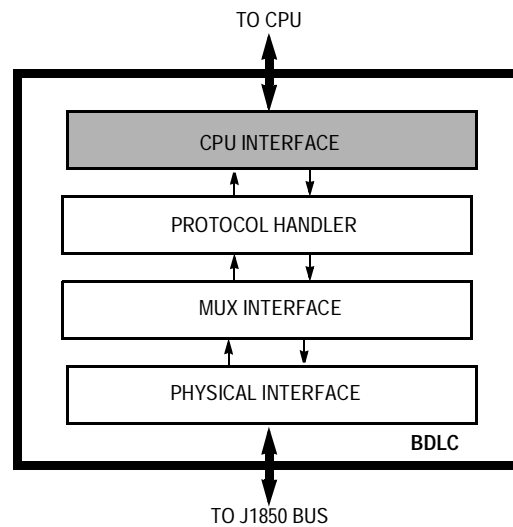 TO CPU
CPU INTERFACE
PROTOCOL HANDLER
MUX INTERFACE
PHYSICAL INTERFACE
BDLC
TO J1850 BUS